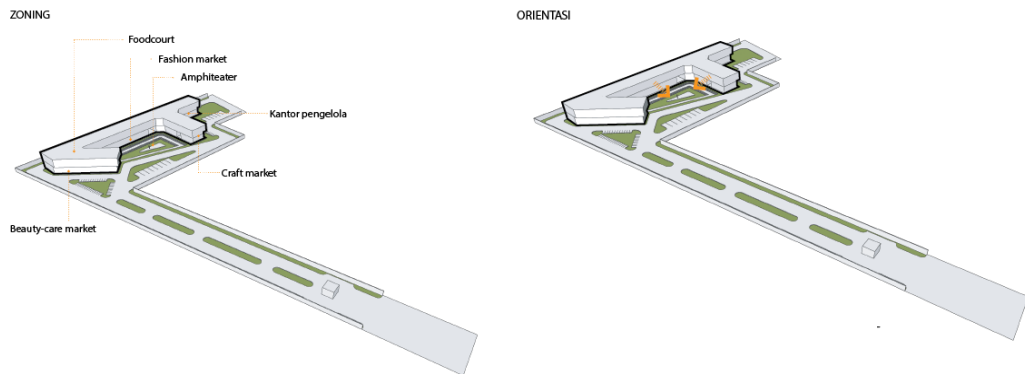 ZONING
ORIENTASI
Foodcourt
Fashion market
Amphiteater
Kantor pengelola
Craft market
Beauty-care market